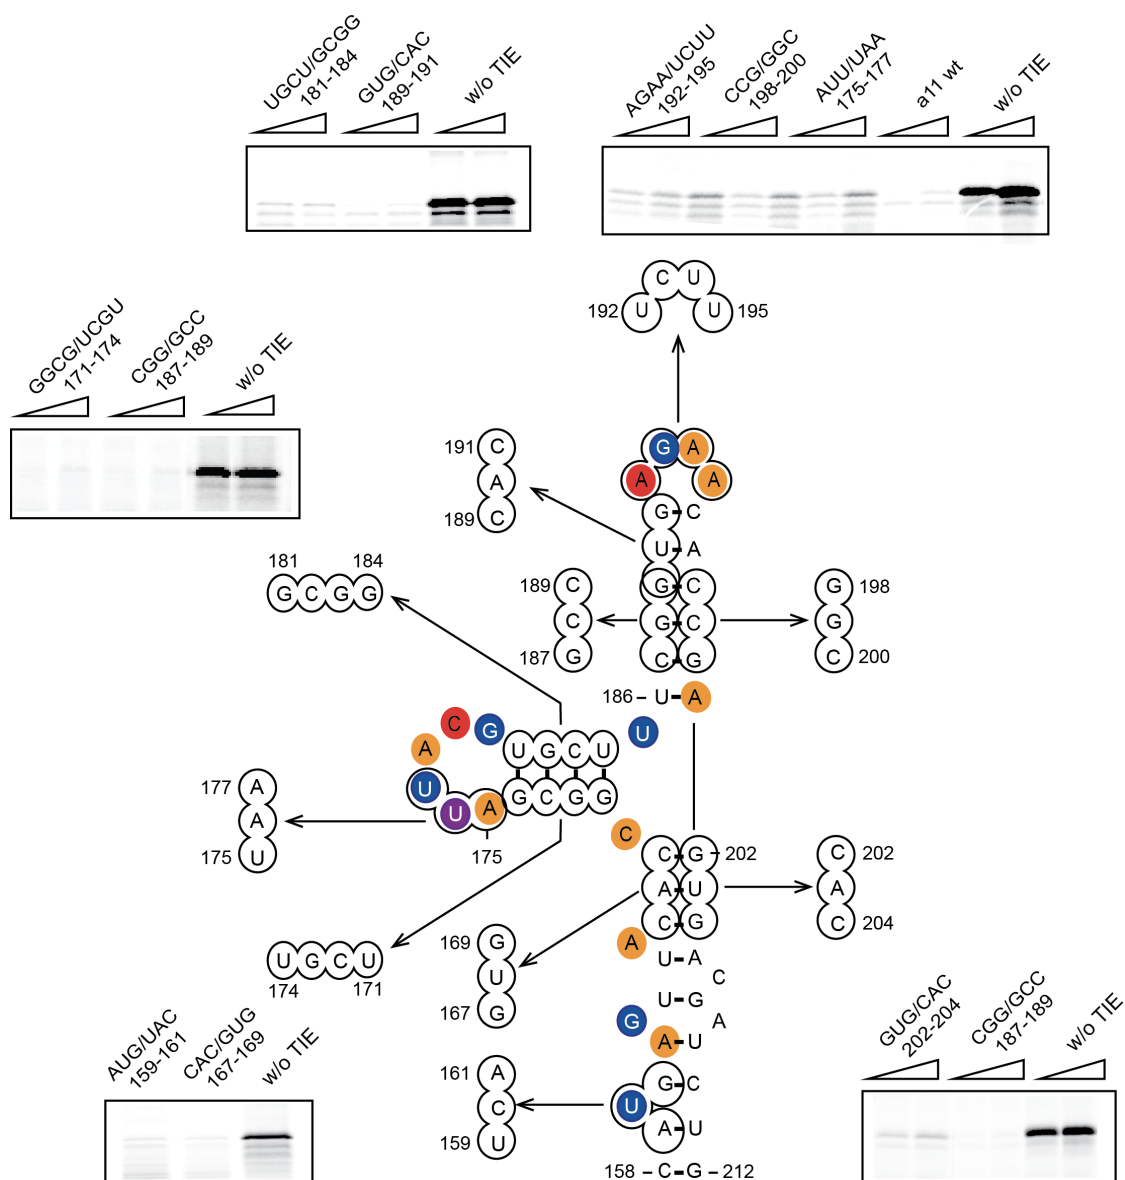 UGCU/GCGG
181-184
GUG/CAC
189-191
w/o TIE
AGAA/UCUU
192-195
CCG/GGC
198-200
AUU/UAA
175-177
a11 wt
w/o TIE
GGCG/UCGU
171-174
CGG/GCC
187-189
w/o TIE
C U
192 U U 195
G A
A A
191 C
A
189 C
G C
U A
181 184
G C G G
189 C
C
187 G
G C
G C
C G
G 198
G
C 200
186 U A
A C G U G C U U
U U A G C G G
175
177 A
A
175 U
C
C G 202
A U
C G
C 202
A
C 204
A U A
C
U G
A
G A U
169 G
U
167 G
U G C U
174 171
161 A
C
159 U
G C
U
A U
158 C G 212
AUG/UAC
159-161
CAC/GUG
167-169
w/o TIE
GUG/CAC
202-204
CGG/GCC
187-189
w/o TIE